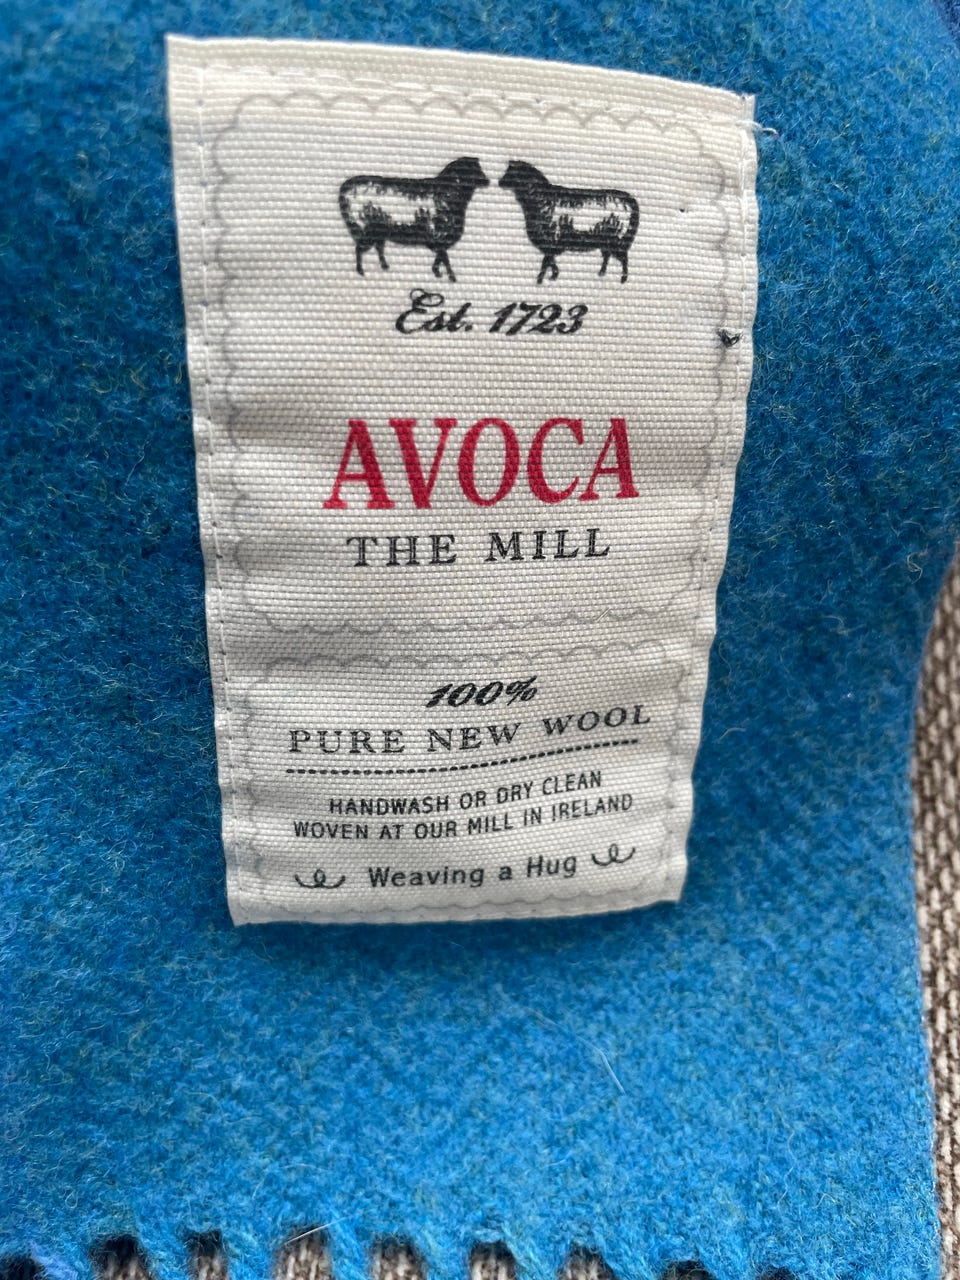 Est. 1723
AVOCA
THE MILL
100%
PURE NEW WOOL
HANDWASH OR DRY CLEAN
WOVEN AT OUR MILL IN IRELAND
Weaving a Hug